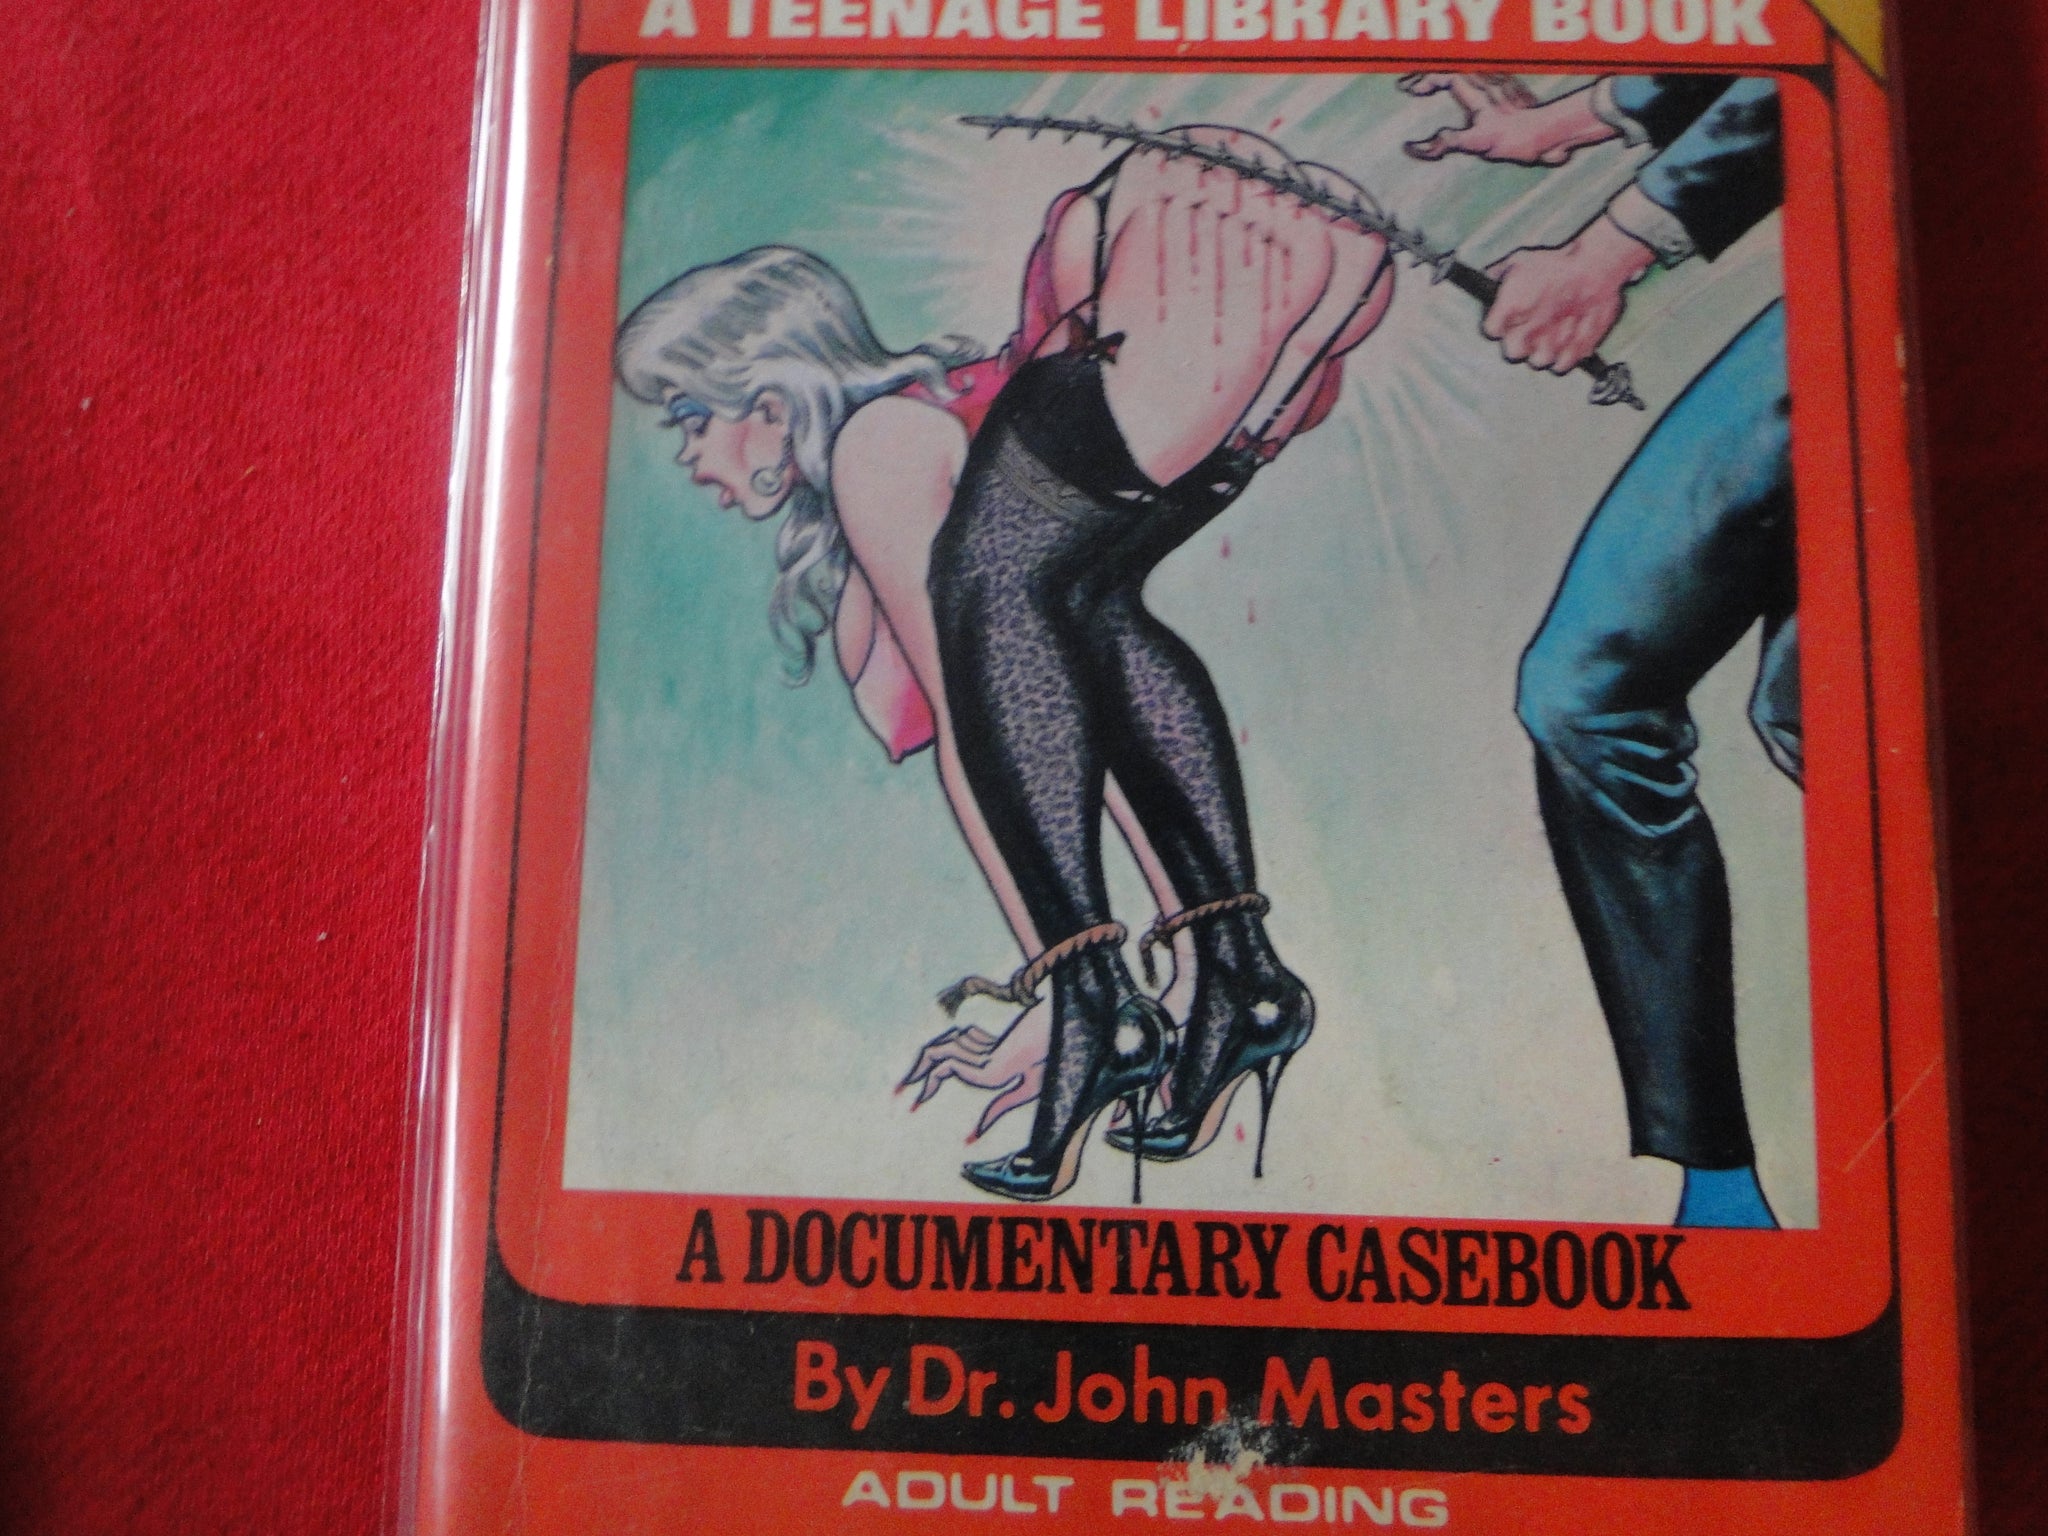 A TEENAGE LIBRARY BOOK
A DOCUMENTARY CASEBOOK
By Dr. John Masters
ADULT READING